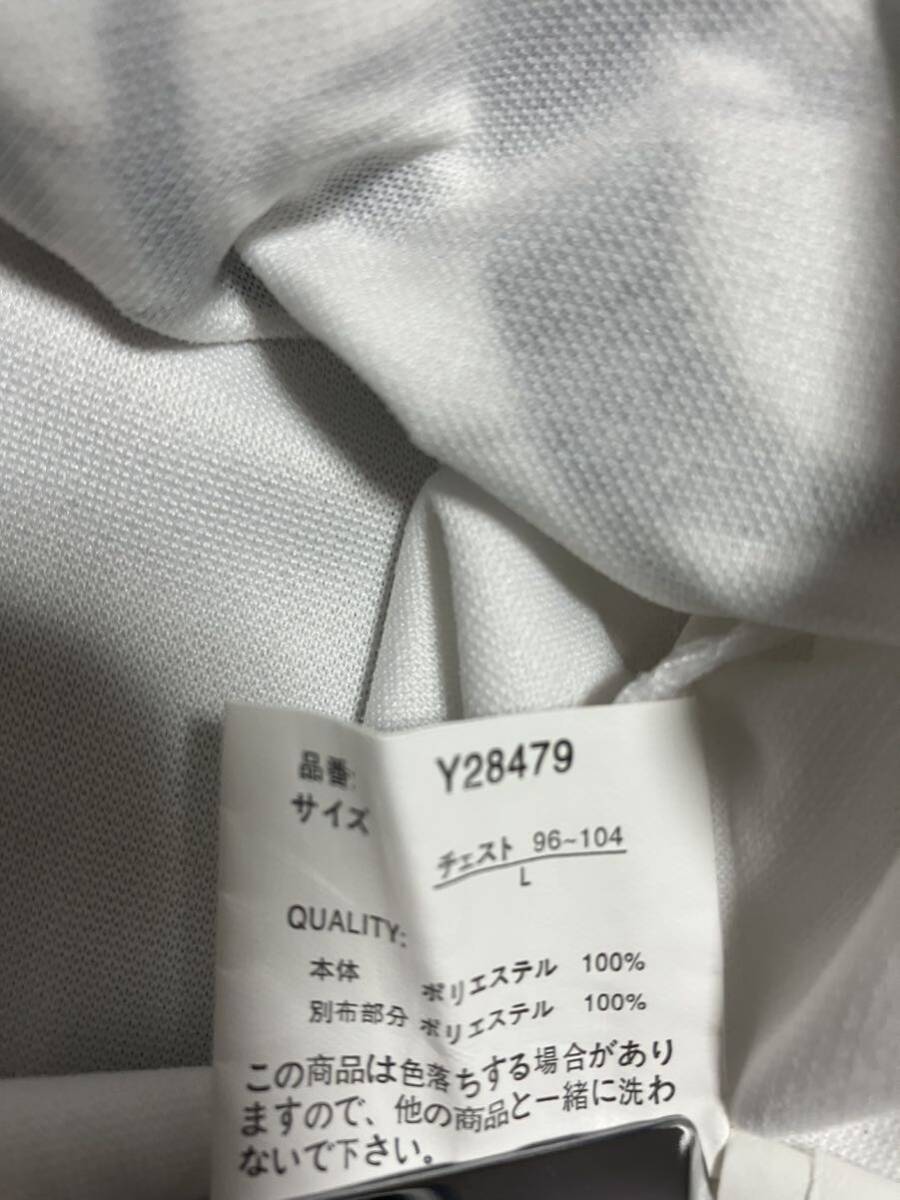 品番: Y28479
サイズ
チェスト 96~104
L
QUALITY:
本体 ポリエステル 100%
別布部分 ポリエステル 100%
この商品は色落ちする場合があり
ますので、他の商品と一緒に洗わ
ないで下さい。